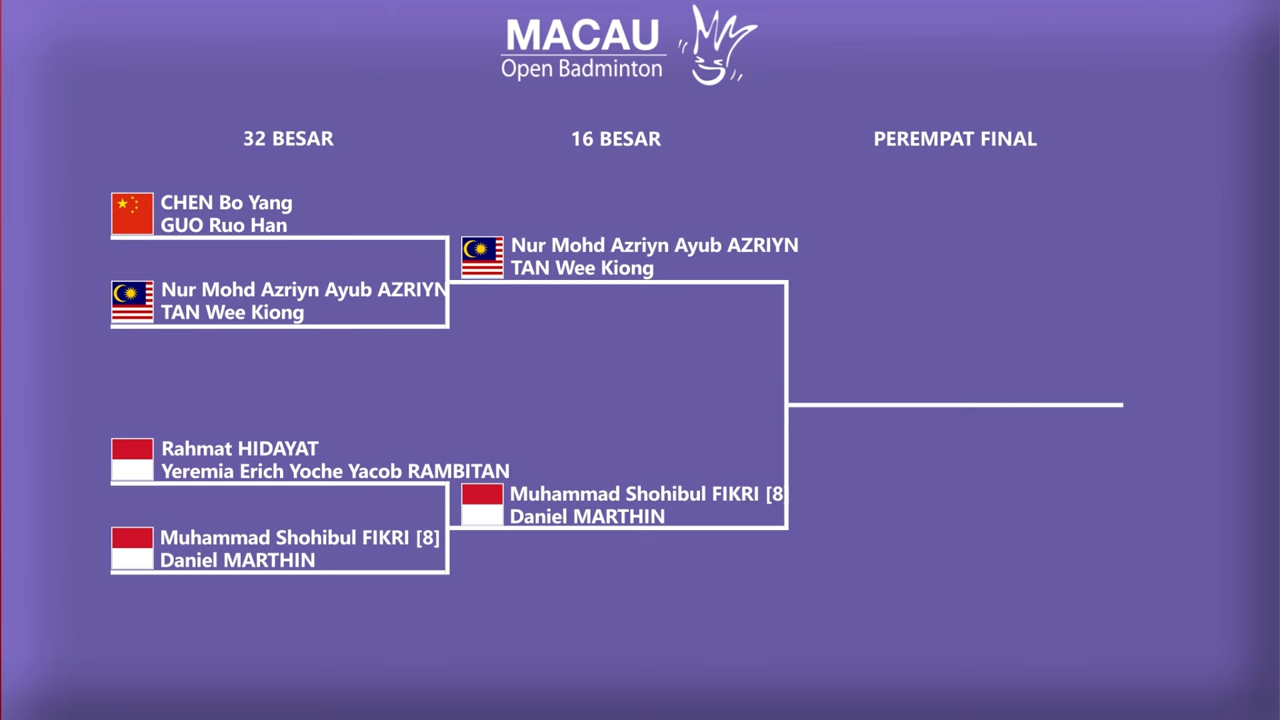 MACAU
Open Badminton
32 BESAR
16 BESAR
PEREMPAT FINAL
CHEN Bo Yang
GUO Ruo Han
Nur Mohd Azriyn Ayub AZRIYN
TAN Wee Kiong
Nur Mohd Azriyn Ayub AZRIYN
TAN Wee Kiong
Rahmat HIDAYAT
Yeremia Erich Yoche Yacob RAMBITAN
Muhammad Shohibul FIKRI [8]
Daniel MARTHIN
Muhammad Shohibul FIKRI [8
Daniel MARTHIN